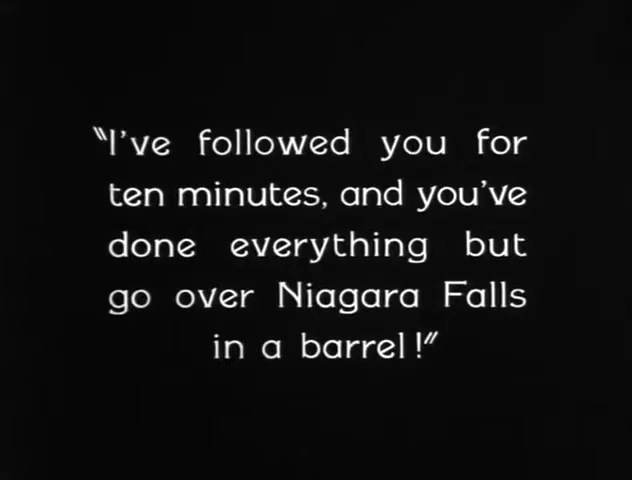 "I've followed you for
ten minutes, and you've
done everything but
go over Niagara Falls
in a barrel!"